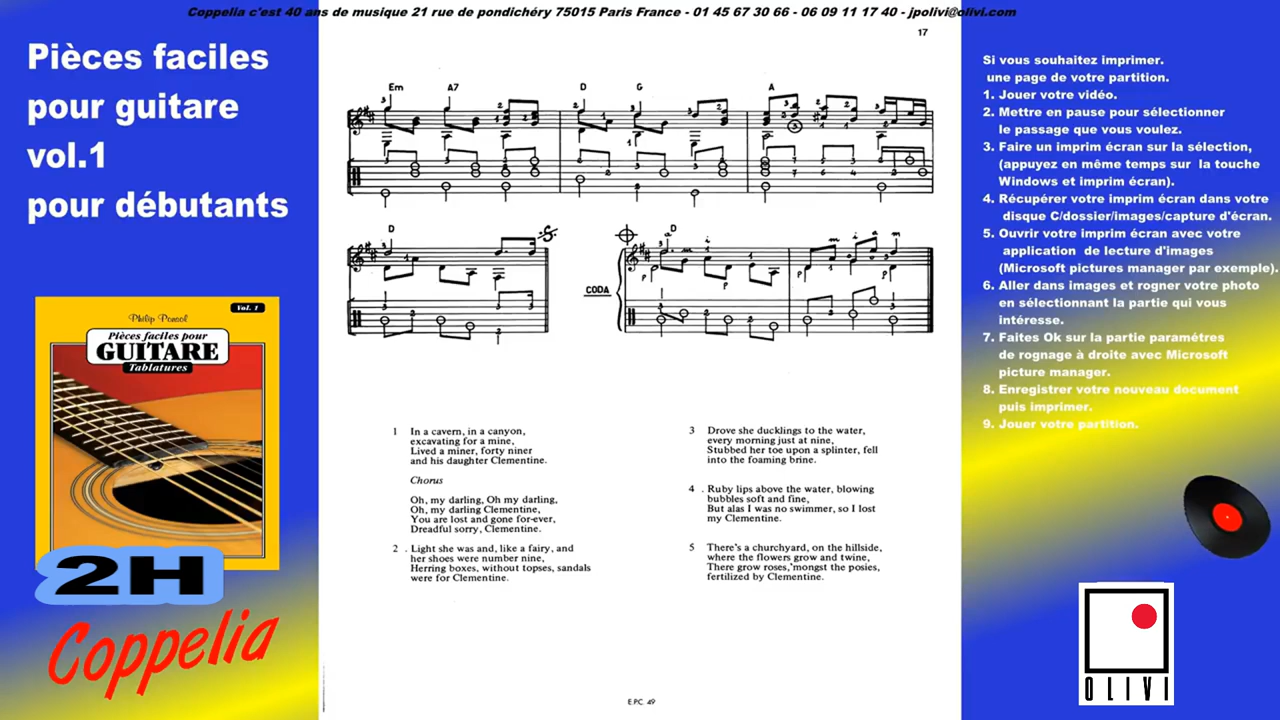 Coppelia c'est 40 ans de musique 21 rue de pondichéry 75015 Paris France - 01 45 67 30 66 - 06 09 11 17 40 - jpolivi@olivi.com
Pièces faciles
pour guitare
vol.1
pour débutants
Vol. 1
Philip Poncol
Pièces faciles pour
GUITARE
Tablatures
2H
Coppelia
17
Em A7 D G A
D D
CODA
1 In a cavern, in a canyon,
excavating for a mine,
Lived a miner, forty niner
and his daughter Clementine.
Chorus
Oh, my darling, Oh my darling,
Oh, my darling Clementine,
You are lost and gone for-ever,
Dreadful sorry, Clementine.
2 . Light she was and, like a fairy, and
her shoes were number nine,
Herring boxes, without topses, sandals
were for Clementine.
3 Drove she ducklings to the water,
every morning just at nine,
Stubbed her toe upon a splinter, fell
into the foaming brine.
4 . Ruby lips above the water, blowing
bubbles soft and fine,
But alas I was no swimmer, so I lost
my Clementine.
5 There's a churchyard, on the hillside,
where the flowers grow and twine,
There grow roses,'mongst the posies,
fertilized by Clementine.
E.P.C. 49
Si vous souhaitez imprimer.
une page de votre partition.
1. Jouer votre vidéo.
2. Mettre en pause pour sélectionner
le passage que vous voulez.
3. Faire un imprim écran sur la sélection,
(appuyez en même temps sur la touche
Windows et imprim écran).
4. Récupérer votre imprim écran dans votre
disque C/dossier/images/capture d'écran.
5. Ouvrir votre imprim écran avec votre
application de lecture d'images
(Microsoft pictures manager par exemple).
6. Aller dans images et rogner votre photo
en sélectionnant la partie qui vous
intéresse.
7. Faites Ok sur la partie paramétres
de rognage à droite avec Microsoft
picture manager.
8. Enregistrer votre nouveau document
puis imprimer.
9. Jouer votre partition.
OLIVI